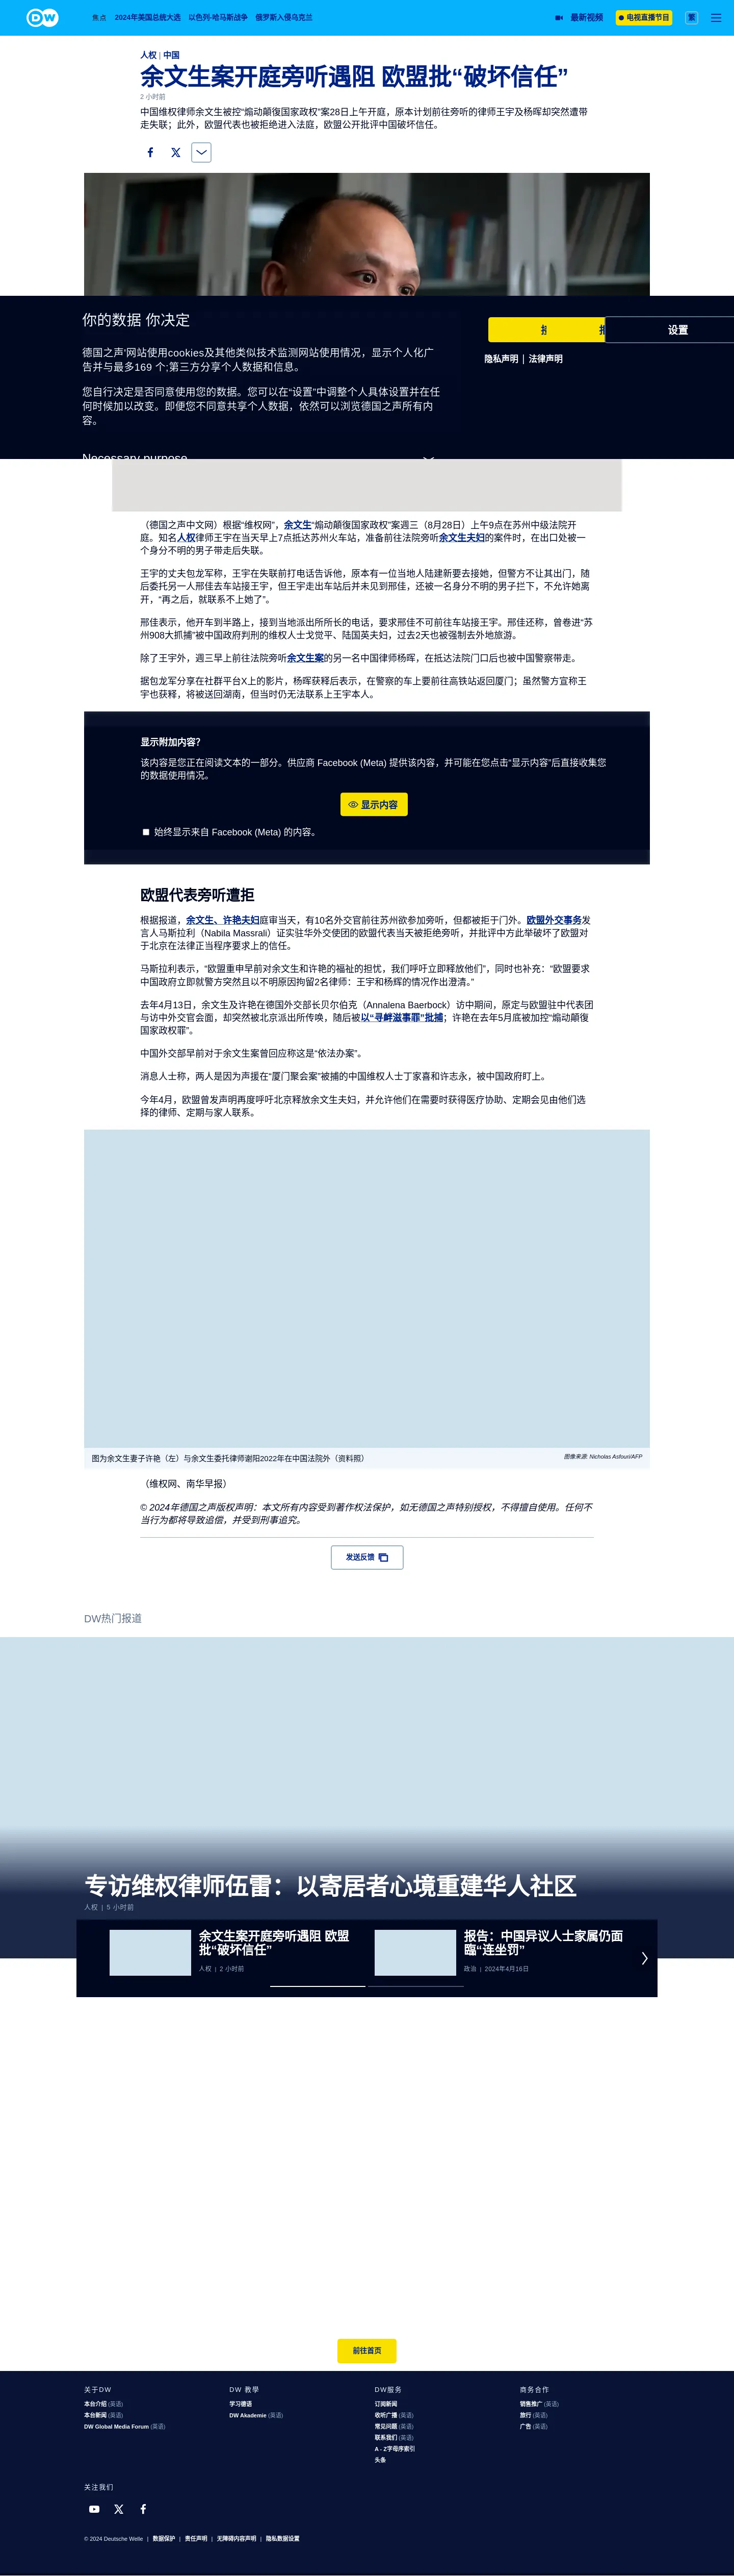 DW 焦点 2024年美国总统大选 以色列-哈马斯战争 俄罗斯入侵乌克兰 最新视频 电视直播节目 繁
人权 | 中国
余文生案开庭旁听遇阻 欧盟批“破坏信任”
2 小时前
中国维权律师余文生被控“煽动颠復国家政权”案28日上午开庭，原本计划前往旁听的律师王宇及杨晖却突然遭带
走失联；此外，欧盟代表也被拒绝进入法庭，欧盟公开批评中国破坏信任。
你的数据 你决定
设置
德国之声'网站使用cookies及其他类似技术监测网站使用情况，显示个人化广
告并与最多169 个;第三方分享个人数据和信息。
隐私声明 | 法律声明
您自行决定是否同意使用您的数据。您可以在“设置”中调整个人具体设置并在任
何时候加以改变。即便您不同意共享个人数据，依然可以浏览德国之声所有内
容。
Necessary purpose
（德国之声中文网）根据“维权网”，余文生“煽动颠復国家政权”案週三（8月28日）上午9点在苏州中级法院开
庭。知名人权律师王宇在当天早上7点抵达苏州火车站，准备前往法院旁听余文生夫妇的案件时，在出口处被一
个身分不明的男子带走后失联。
王宇的丈夫包龙军称，王宇在失联前打电话告诉他，原本有一位当地人陆建新要去接她，但警方不让其出门，随
后委托另一人邢佳去车站接王宇，但王宇走出车站后并未见到邢佳，还被一名身分不明的男子拦下，不允许她离
开，“再之后，就联系不上她了”。
邢佳表示，他开车到半路上，接到当地派出所所长的电话，要求邢佳不可前往车站接王宇。邢佳还称，曾卷进“苏
州908大抓捕”被中国政府判刑的维权人士戈觉平、陆国英夫妇，过去2天也被强制去外地旅游。
除了王宇外，週三早上前往法院旁听余文生案的另一名中国律师杨晖，在抵达法院门口后也被中国警察带走。
据包龙军分享在社群平台X上的影片，杨晖获释后表示，在警察的车上要前往高铁站返回厦门；虽然警方宣称王
宇也获释，将被送回湖南，但当时仍无法联系上王宇本人。
显示附加内容?
该内容是您正在阅读文本的一部分。供应商 Facebook (Meta) 提供该内容，并可能在您点击“显示内容”后直接收集您
的数据使用情况。
显示内容
始终显示来自 Facebook (Meta) 的内容。
欧盟代表旁听遭拒
根据报道，余文生、许艳夫妇庭审当天，有10名外交官前往苏州欲参加旁听，但都被拒于门外。欧盟外交事务发
言人马斯拉利（Nabila Massrali）证实驻华外交使团的欧盟代表当天被拒绝旁听，并批评中方此举破坏了欧盟对
于北京在法律正当程序要求上的信任。
马斯拉利表示，“欧盟重申早前对余文生和许艳的福祉的担忧，我们呼吁立即释放他们”，同时也补充：“欧盟要求
中国政府立即就警方突然且以不明原因拘留2名律师：王宇和杨辉的情况作出澄清。”
去年4月13日，余文生及许艳在德国外交部长贝尔伯克（Annalena Baerbock）访中期间，原定与欧盟驻中代表团
与访中外交官会面，却突然被北京派出所传唤，随后被以“寻衅滋事罪”批捕；许艳在去年5月底被加控“煽动颠復
国家政权罪”。
中国外交部早前对于余文生案曾回应称这是“依法办案”。
消息人士称，两人是因为声援在“厦门聚会案”被捕的中国维权人士丁家喜和许志永，被中国政府盯上。
今年4月，欧盟曾发声明再度呼吁北京释放余文生夫妇，并允许他们在需要时获得医疗协助、定期会见由他们选
择的律师、定期与家人联系。
图为余文生妻子许艳（左）与余文生委托律师谢阳2022年在中国法院外（资料照）
图像来源: Nicholas Asfouri/AFP
（维权网、南华早报）
© 2024年德国之声版权声明：本文所有内容受到著作权法保护，如无德国之声特别授权，不得擅自使用。任何不
当行为都将导致追偿，并受到刑事追究。
发送反馈
DW热门报道
专访维权律师伍雷：以寄居者心境重建华人社区
人权 | 5 小时前
余文生案开庭旁听遇阻 欧盟
批“破坏信任”
人权 | 2 小时前
报告：中国异议人士家属仍面
臨“连坐罚”
政治 | 2024年4月16日
前往首页
关于DW
本台介绍 (英语)
本台新闻 (英语)
DW Global Media Forum (英语)
DW 教學
学习德语
DW Akademie (英语)
DW服务
订阅新闻
收听广播 (英语)
常见问题 (英语)
联系我们 (英语)
A - Z字母序索引
头条
商务合作
销售推广 (英语)
旅行 (英语)
广告 (英语)
关注我们
© 2024 Deutsche Welle | 数据保护 | 责任声明 | 无障碍内容声明 | 隐私数据设置